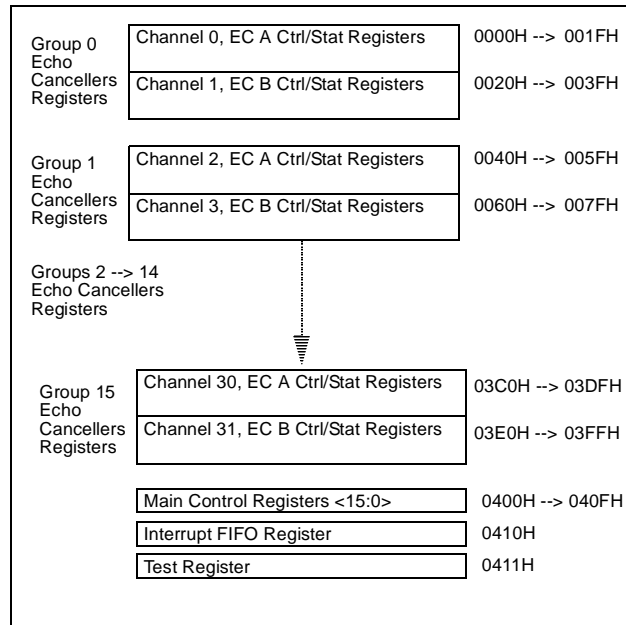 Group 0
Echo
Cancellers
Registers
Channel 0, EC A Ctrl/Stat Registers
0000H --> 001FH
Channel 1, EC B Ctrl/Stat Registers
0020H --> 003FH
Group 1
Echo
Cancellers
Registers
Channel 2, EC A Ctrl/Stat Registers
0040H --> 005FH
Channel 3, EC B Ctrl/Stat Registers
0060H --> 007FH
Groups 2 --> 14
Echo Cancellers
Registers
Group 15
Echo
Cancellers
Registers
Channel 30, EC A Ctrl/Stat Registers
03C0H --> 03DFH
Channel 31, EC B Ctrl/Stat Registers
03E0H --> 03FFH
Main Control Registers <15:0>
0400H --> 040FH
Interrupt FIFO Register
0410H
Test Register
0411H